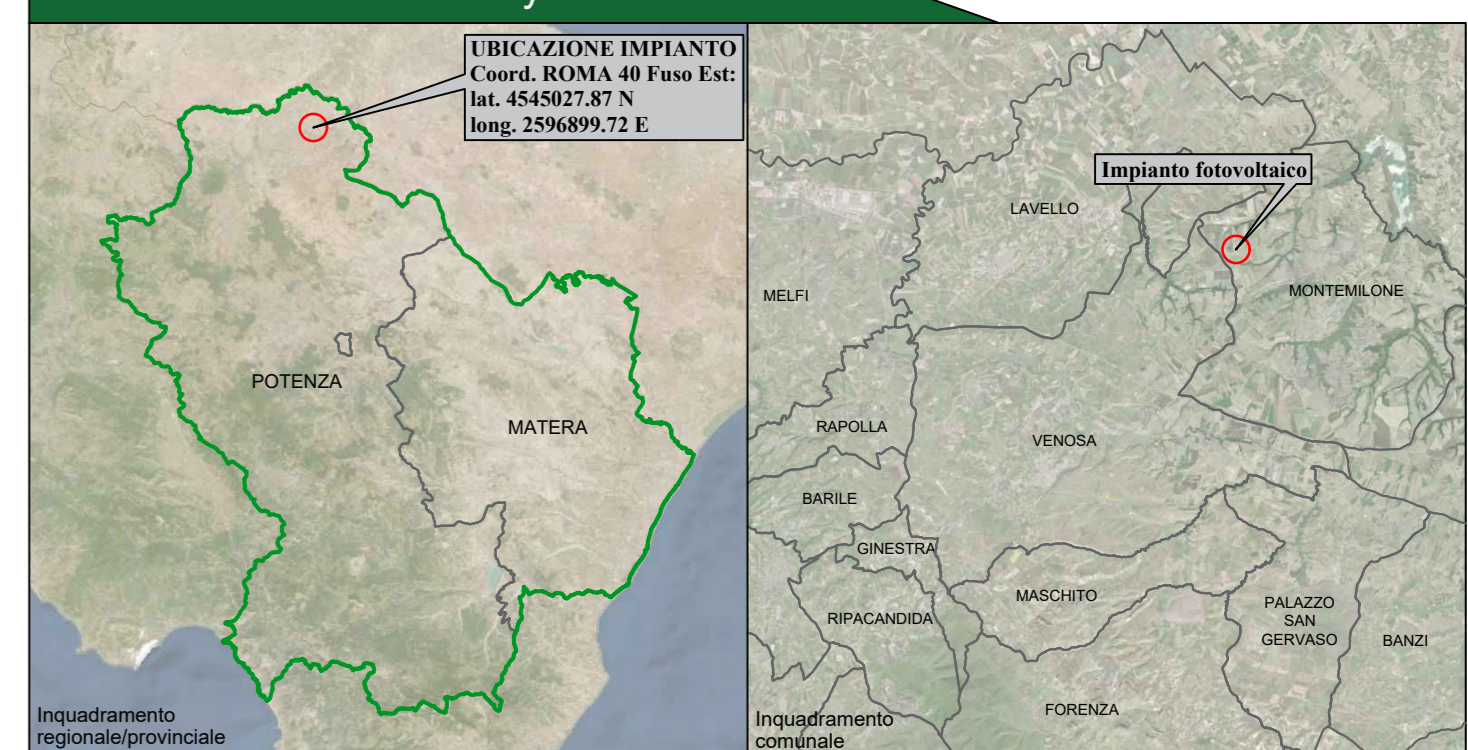 UBICAZIONE IMPIANTO
Coord. ROMA 40 Fuso Est:
lat. 4545027.87 N
long. 2596899.72 E
POTENZA
MATERA
Inquadramento
regionale/provinciale
Impianto fotovoltaico
LAVELLO
MELFI
MONTEMILONE
RAPOLLA
VENOSA
BARILE
GINESTRA
MASCHITO
RIPACANDIDA
PALAZZO
SAN
GERVASO
BANZI
FORENZA
Inquadramento
comunale